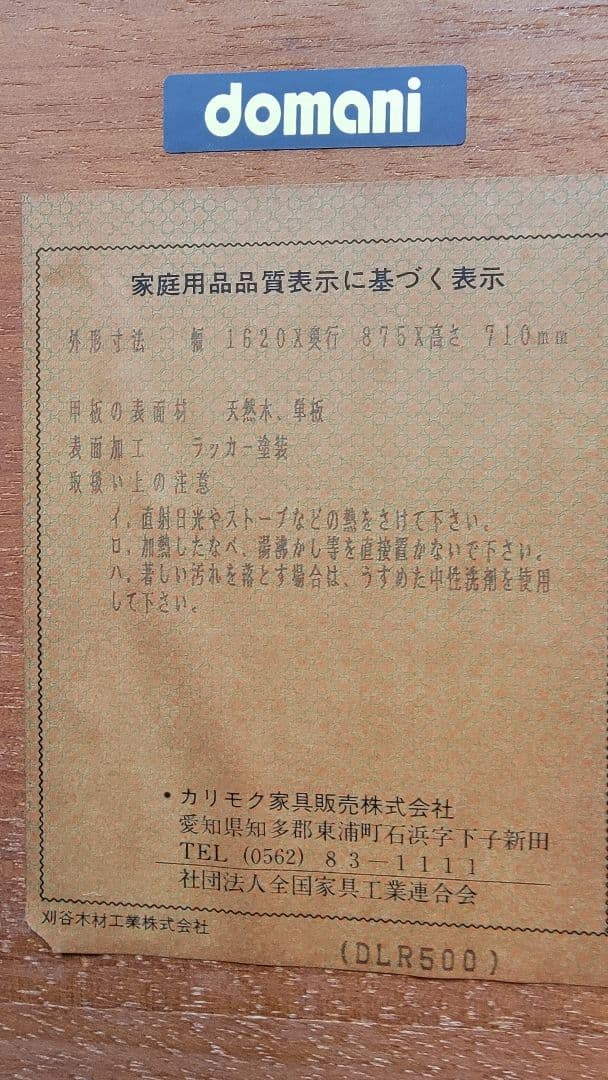 domani
家庭用品品質表示に基づく表示
外形寸法 幅 1620X奥行 875X高さ 710mm
甲板の表面材 天然木、単板
表面加工 ラッカー塗装
取扱い上の注意
イ. 直射日光やストーブなどの熱をさけて下さい。
ロ. 加熱したなべ、湯沸かし等を直接置かないで下さい。
ハ. 著しい汚れを落とす場合は、うすめた中性洗剤を使用
して下さい。
・カリモク家具販売株式会社
愛知県知多郡東浦町石浜字下子新田
TEL (0562) 83-1111
社団法人全国家具工業連合会
刈谷木材工業株式会社
(DLR500)